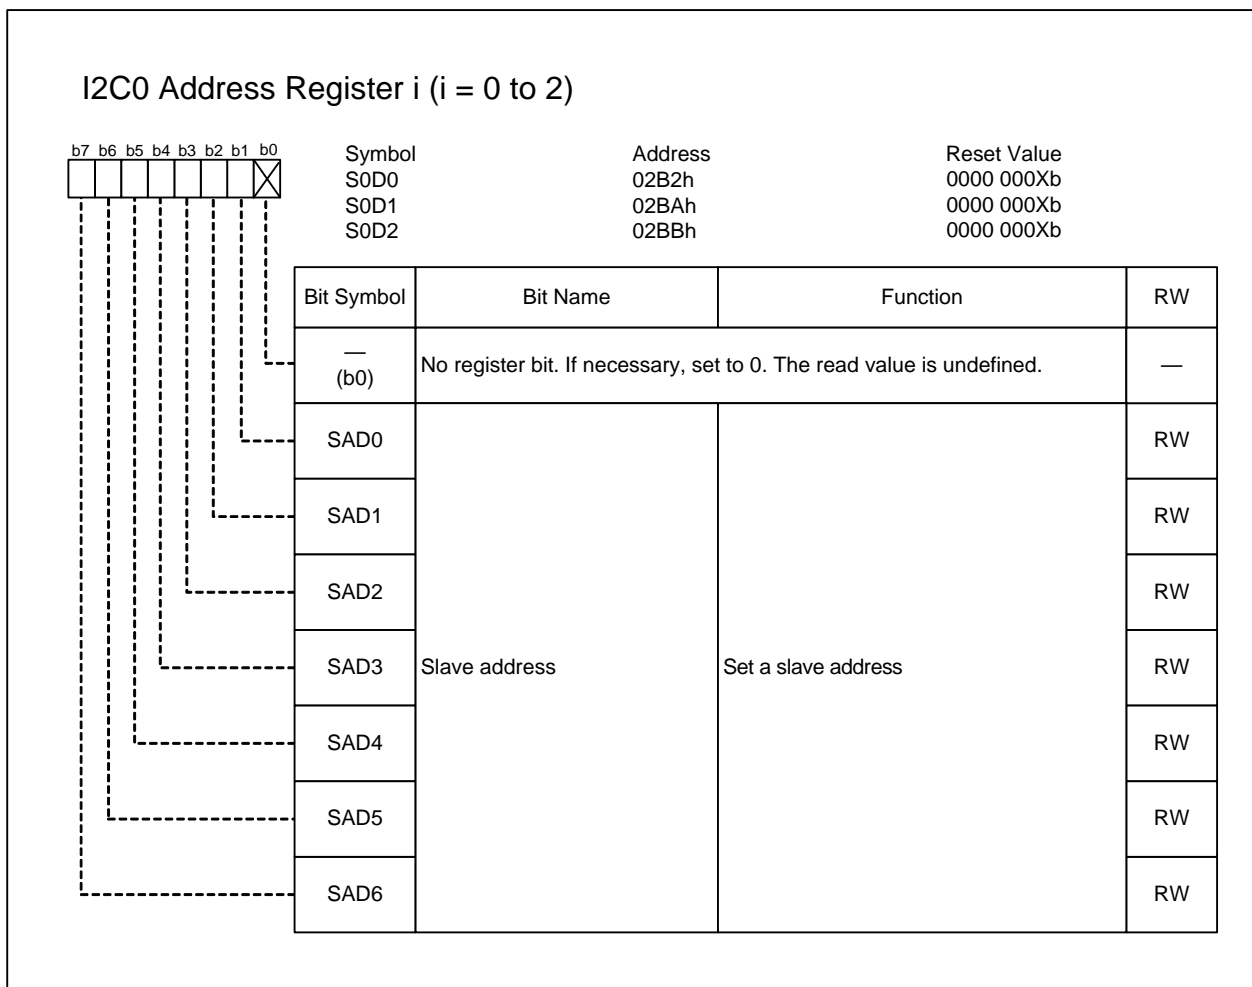 I2C0 Address Register i (i = 0 to 2)
b7 b6 b5 b4 b3 b2 b1 b0
Symbol Address Reset Value
S0D0 02B2h 0000 000Xb
S0D1 02BAh 0000 000Xb
S0D2 02BBh 0000 000Xb
Bit Symbol Bit Name Function RW
— 
(b0) No register bit. If necessary, set to 0. The read value is undefined. —
SAD0 RW
SAD1 RW
SAD2 RW
SAD3 Slave address Set a slave address RW
SAD4 RW
SAD5 RW
SAD6 RW